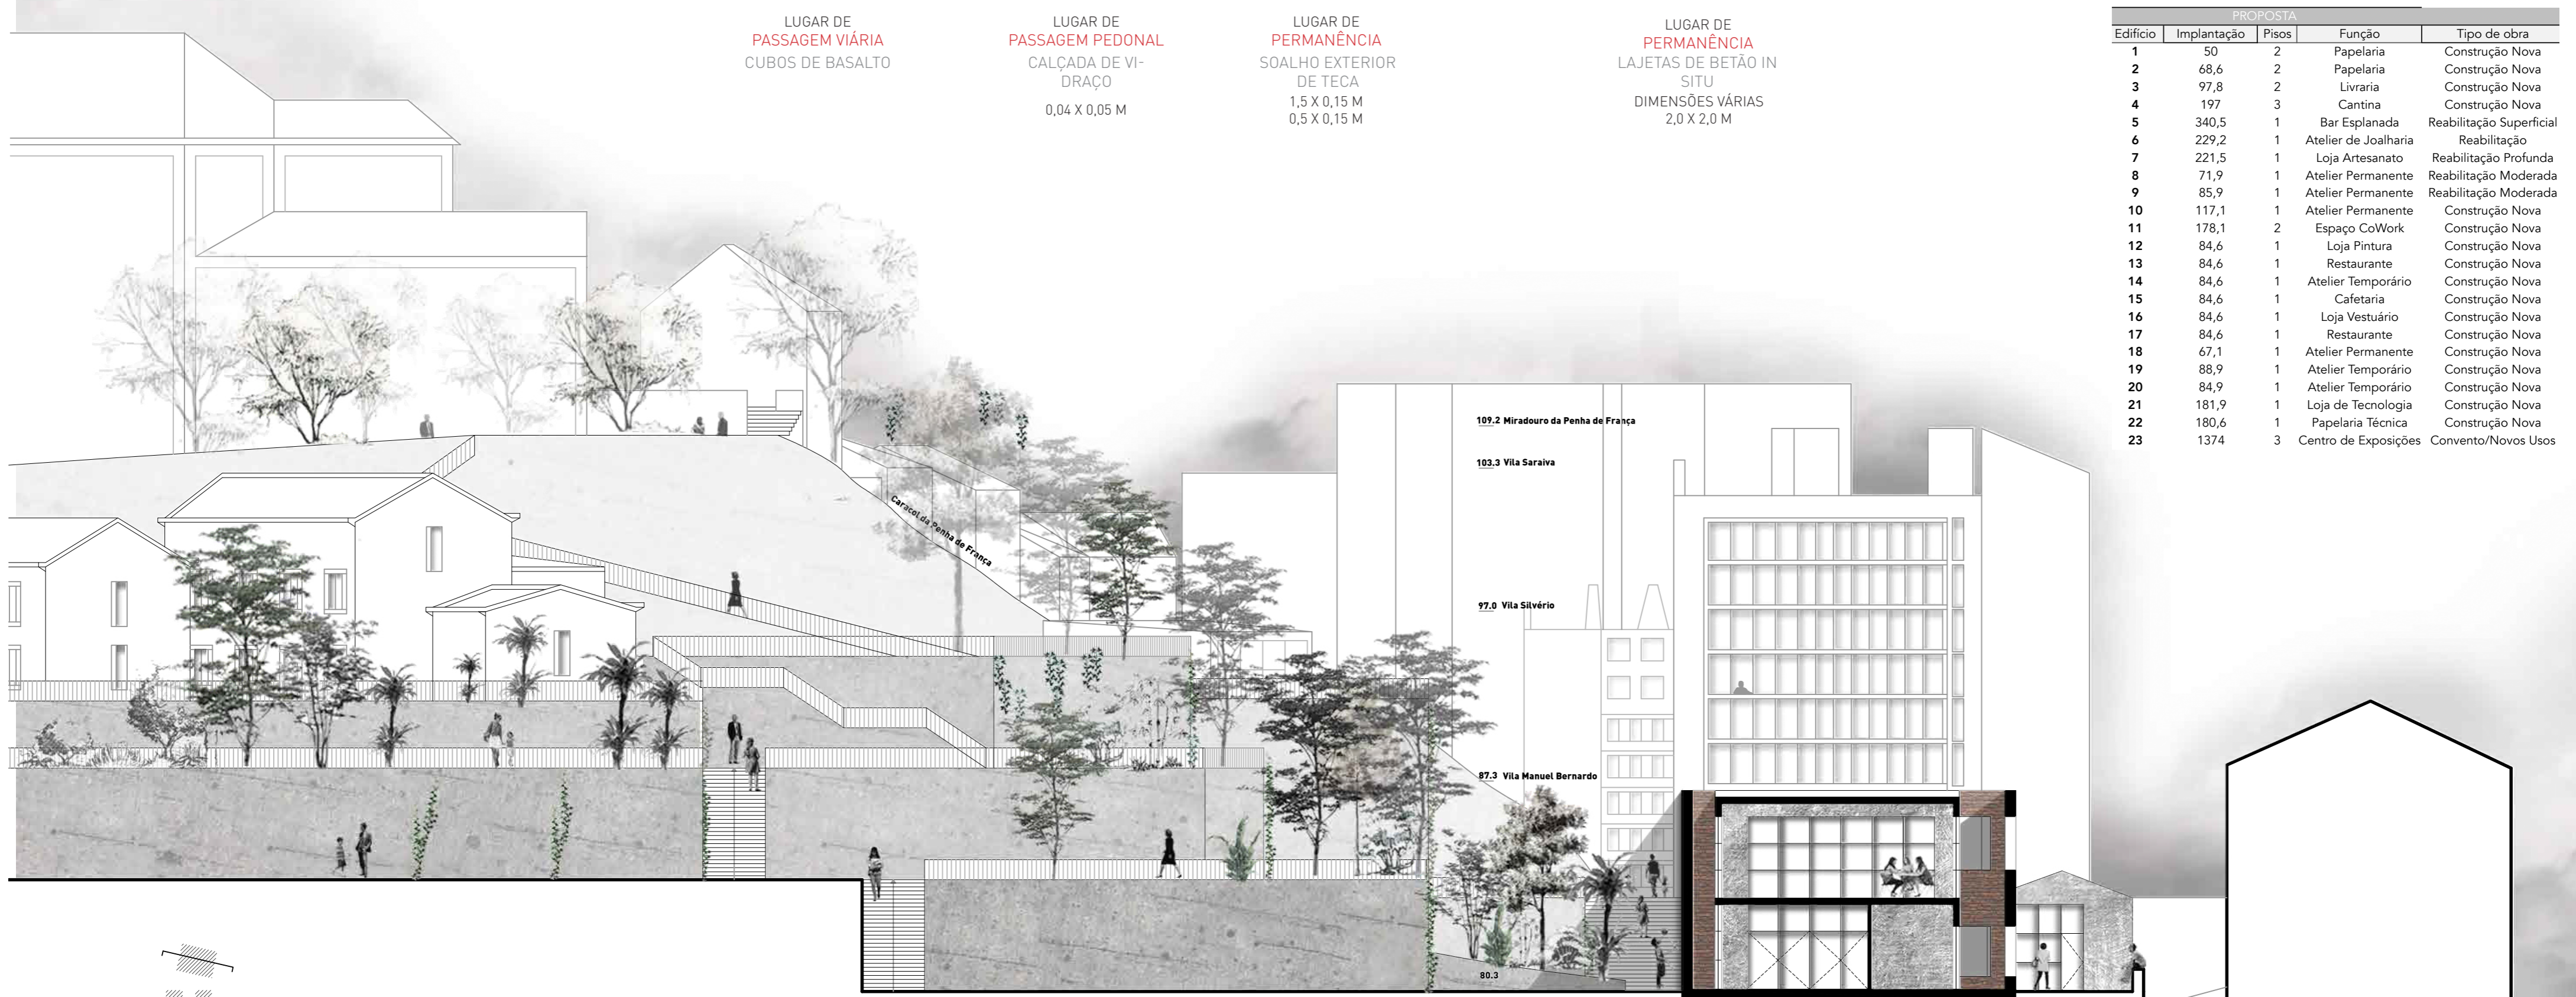 LUGAR DE
PASSAGEM VIÁRIA
CUBOS DE BASALTO
LUGAR DE
PASSAGEM PEDONAL
CALÇADA DE VI-
DRAÇO
0,04 X 0,05 M
LUGAR DE
PERMANÊNCIA
SOALHO EXTERIOR
DE TECA
1,5 X 0,15 M
0,5 X 0,15 M
LUGAR DE
PERMANÊNCIA
LAJETAS DE BETÃO IN
SITU
DIMENSÕES VÁRIAS
2,0 X 2,0 M
PROPOSTA
Edifício Implantação Pisos Função Tipo de obra
1 50 2 Papelaria Construção Nova
2 68,6 2 Papelaria Construção Nova
3 97,8 2 Livraria Construção Nova
4 197 3 Cantina Construção Nova
5 340,5 1 Bar Esplanada Reabilitação Superficial
6 229,2 1 Atelier de Joalharia Reabilitação
7 221,5 1 Loja Artesanato Reabilitação Profunda
8 71,9 1 Atelier Permanente Reabilitação Moderada
9 85,9 1 Atelier Permanente Reabilitação Moderada
10 117,1 1 Atelier Permanente Construção Nova
11 178,1 2 Espaço CoWork Construção Nova
12 84,6 1 Loja Pintura Construção Nova
13 84,6 1 Restaurante Construção Nova
14 84,6 1 Atelier Temporário Construção Nova
15 84,6 1 Cafetaria Construção Nova
16 84,6 1 Loja Vestuário Construção Nova
17 84,6 1 Restaurante Construção Nova
18 67,1 1 Atelier Permanente Construção Nova
19 88,9 1 Atelier Temporário Construção Nova
20 84,9 1 Atelier Temporário Construção Nova
21 181,9 1 Loja de Tecnologia Construção Nova
22 180,6 1 Papelaria Técnica Construção Nova
23 1374 3 Centro de Exposições Convento/Novos Usos
109.2 Miradouro da Penha de França
103.3 Vila Saraiva
Caracol da Penha de França
97.0 Vila Silvério
87.3 Vila Manuel Bernardo
80.3